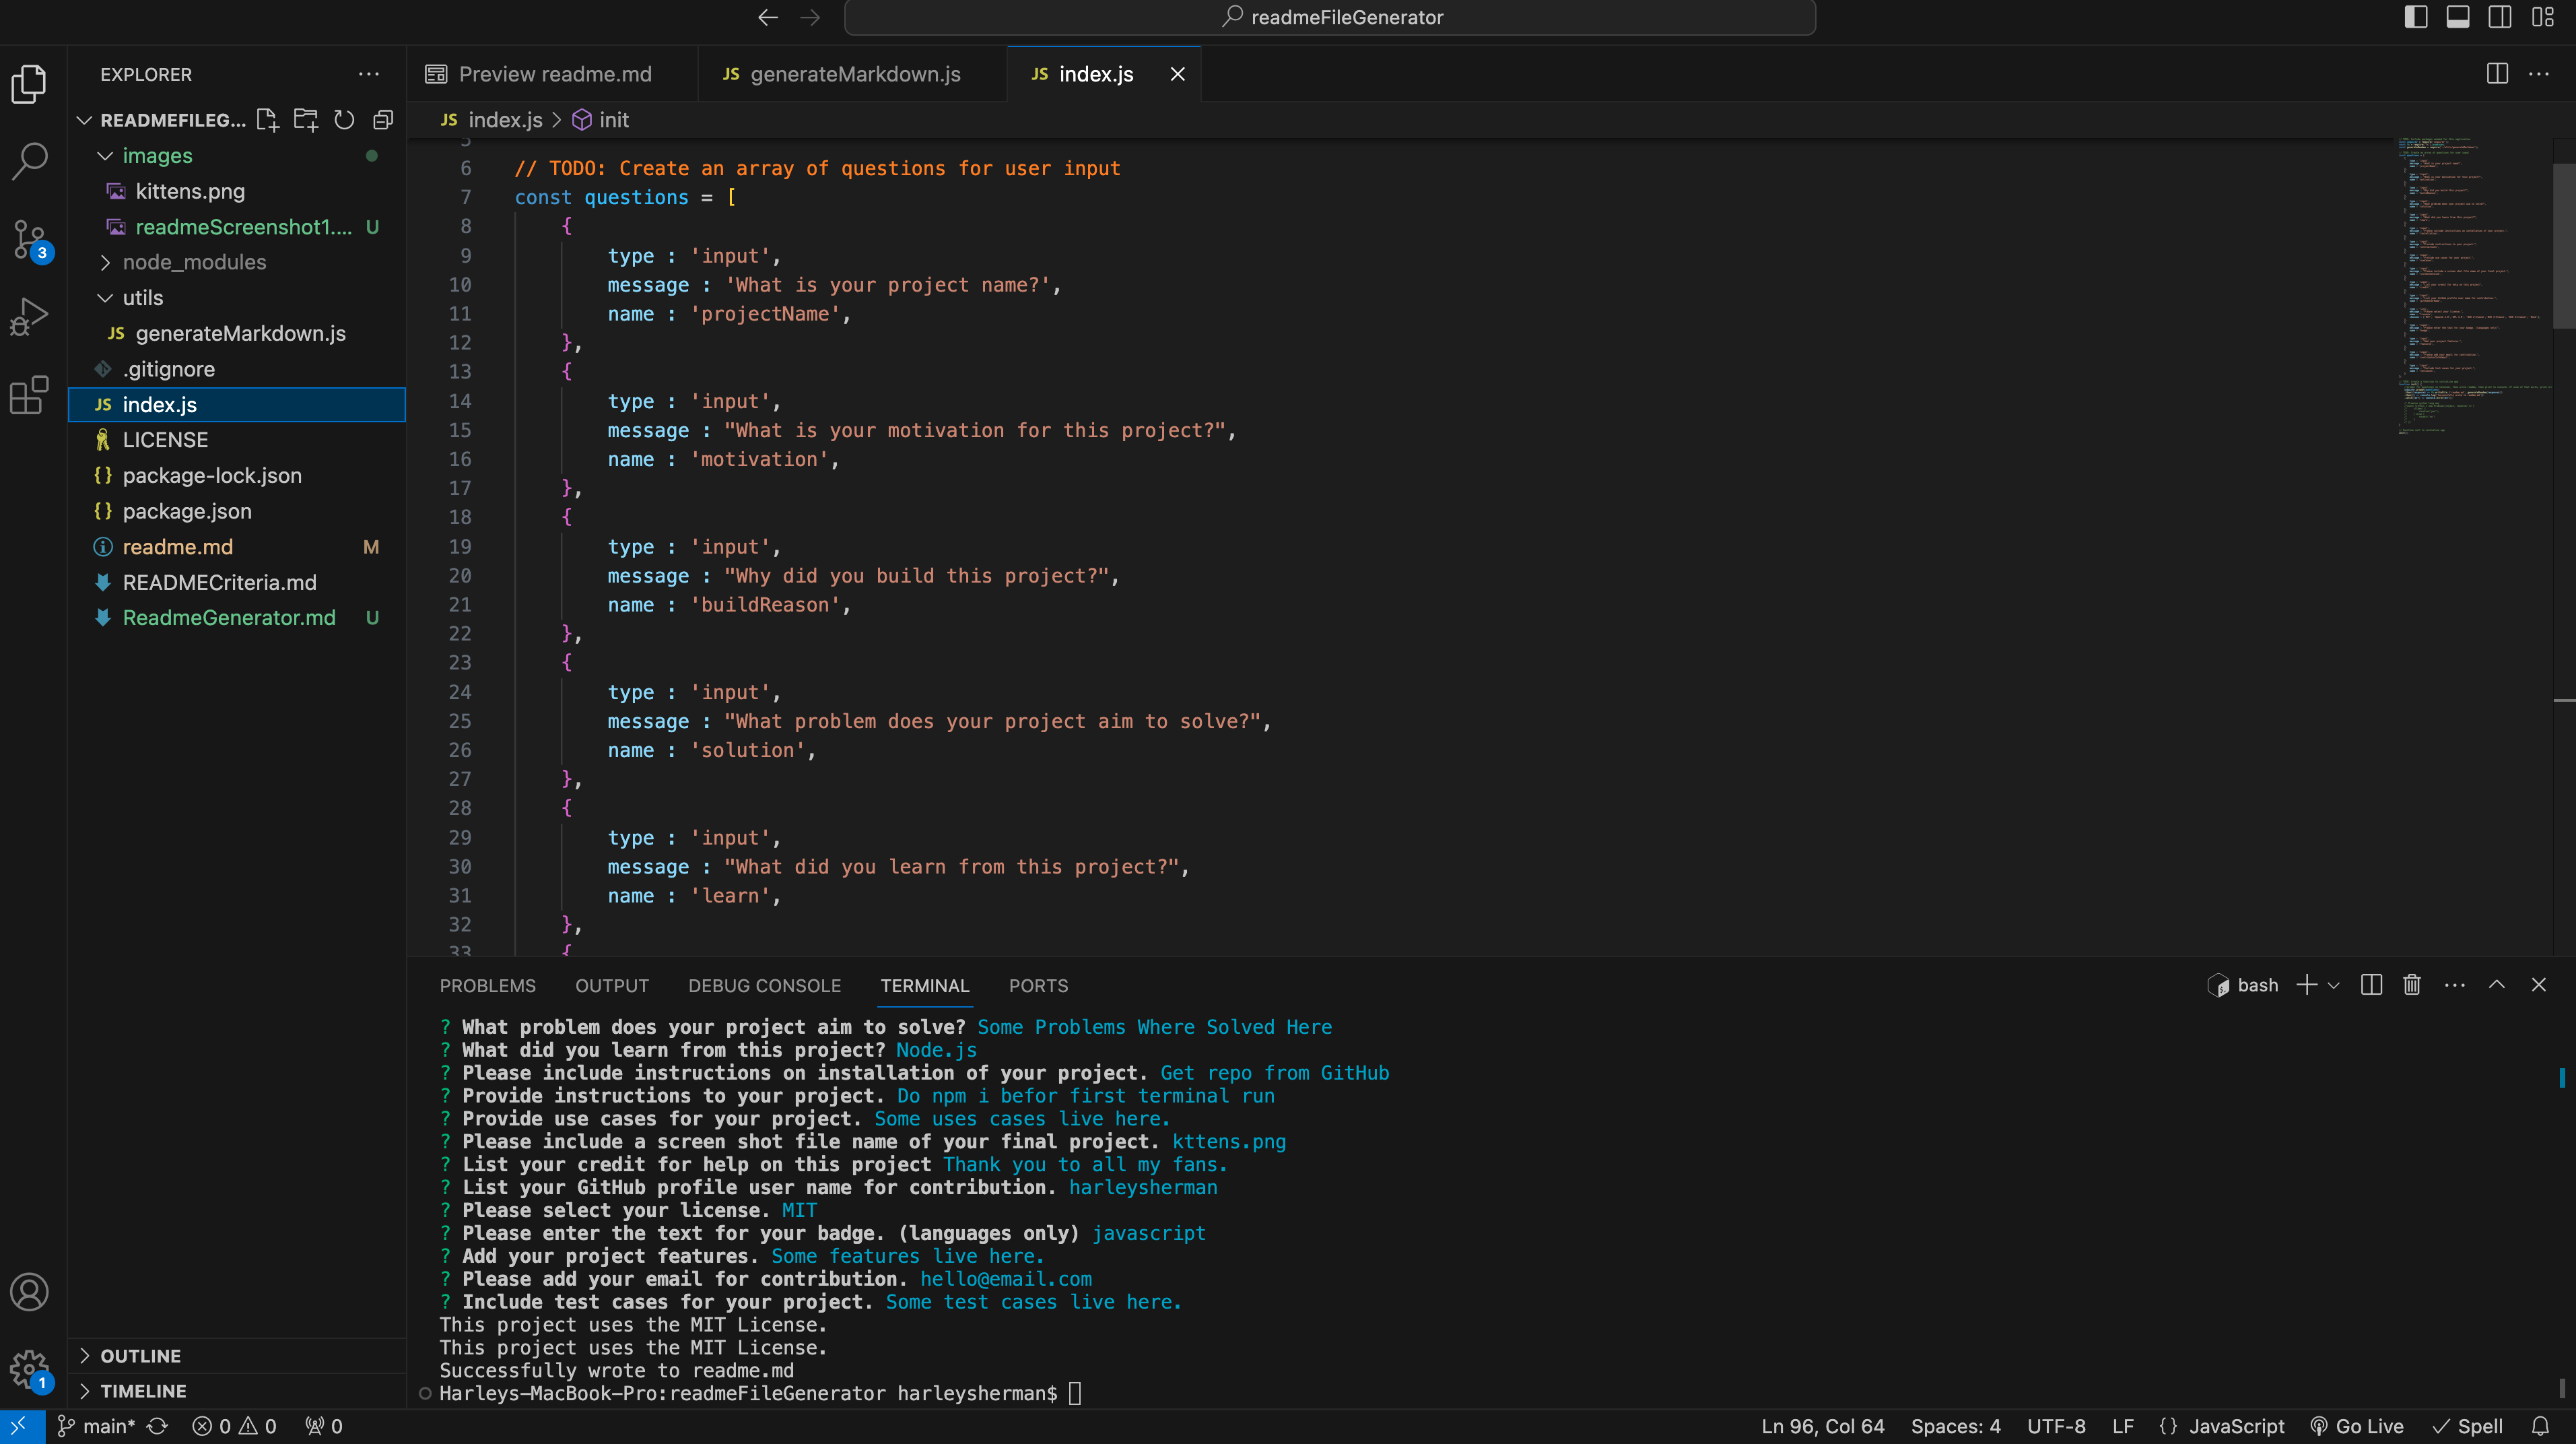 readmeFileGenerator
EXPLORER
Preview readme.md
JS generateMarkdown.js
JS index.js
READMEFILEG...
JS index.js > init
images
kittens.png
readmeScreenshot1.... U
node_modules
utils
JS generateMarkdown.js
.gitignore
JS index.js
LICENSE
{} package-lock.json
{} package.json
readme.md M
READMECriteria.md
ReadmeGenerator.md U
OUTLINE
TIMELINE
3
1
5
6 // TODO: Create an array of questions for user input
7 const questions = [
8 {
9 type : 'input',
10 message : 'What is your project name?',
11 name : 'projectName',
12 },
13 {
14 type : 'input',
15 message : "What is your motivation for this project?",
16 name : 'motivation',
17 },
18 {
19 type : 'input',
20 message : "Why did you build this project?",
21 name : 'buildReason',
22 },
23 {
24 type : 'input',
25 message : "What problem does your project aim to solve?",
26 name : 'solution',
27 },
28 {
29 type : 'input',
30 message : "What did you learn from this project?",
31 name : 'learn',
32 },
33 {
PROBLEMS OUTPUT DEBUG CONSOLE TERMINAL PORTS
bash
? What problem does your project aim to solve? Some Problems Where Solved Here
? What did you learn from this project? Node.js
? Please include instructions on installation of your project. Get repo from GitHub
? Provide instructions to your project. Do npm i befor first terminal run
? Provide use cases for your project. Some uses cases live here.
? Please include a screen shot file name of your final project. kttens.png
? List your credit for help on this project Thank you to all my fans.
? List your GitHub profile user name for contribution. harleysherman
? Please select your license. MIT
? Please enter the text for your badge. (languages only) javascript
? Add your project features. Some features live here.
? Please add your email for contribution. hello@email.com
? Include test cases for your project. Some test cases live here.
This project uses the MIT License.
This project uses the MIT License.
Successfully wrote to readme.md
Harleys-MacBook-Pro:readmeFileGenerator harleysherman$
main* 0 0 0
Ln 96, Col 64 Spaces: 4 UTF-8 LF {} JavaScript Go Live Spell